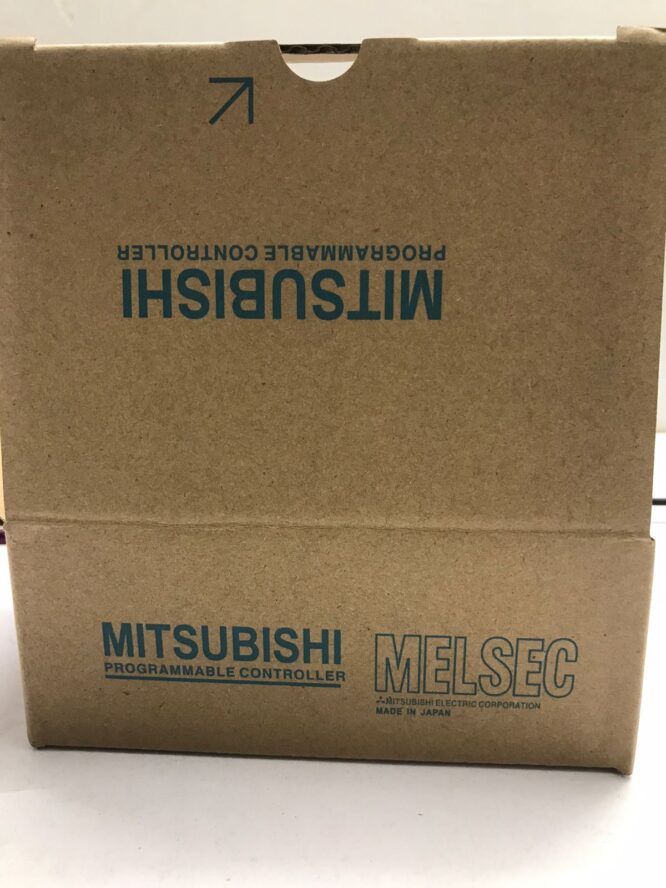 PROGRAMMABLE CONTROLLER
MITSUBISHI
MITSUBISHI
PROGRAMMABLE CONTROLLER
MELSEC
MITSUBISHI ELECTRIC CORPORATION
MADE IN JAPAN